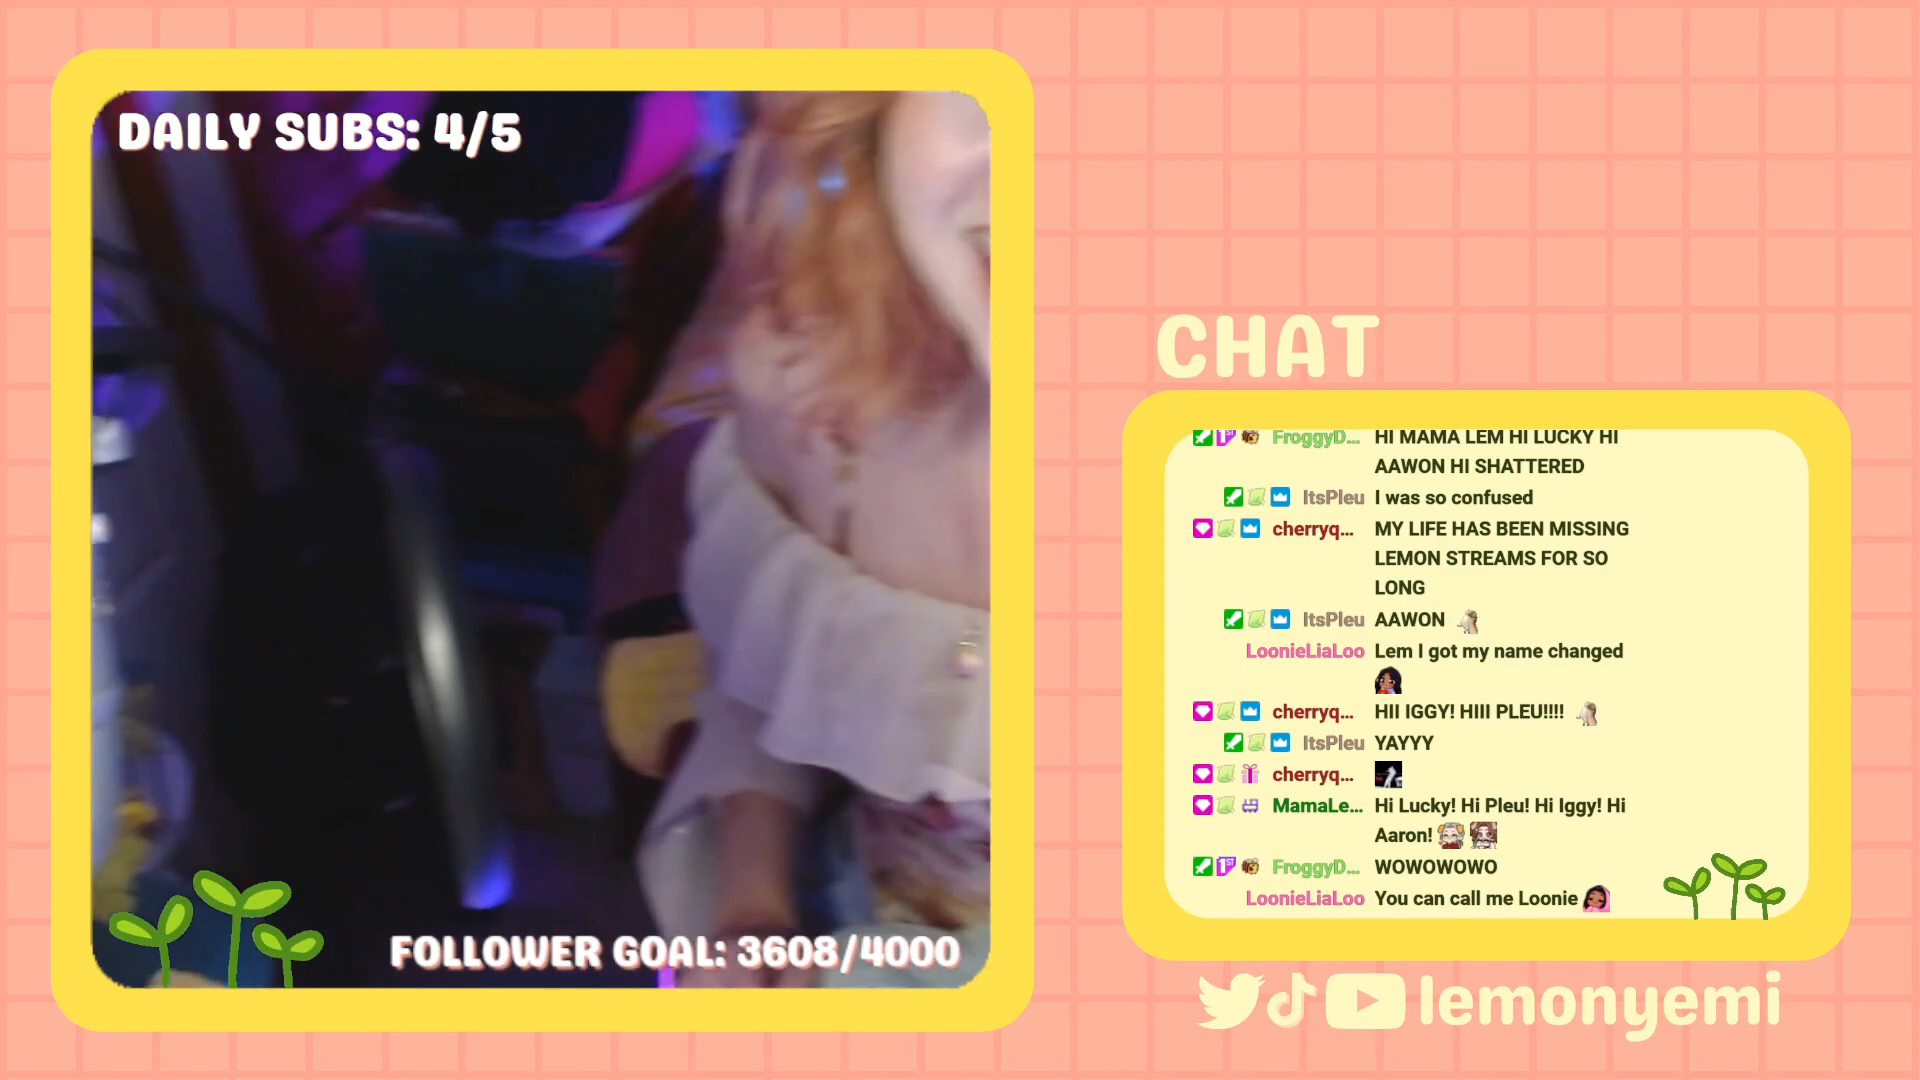 DAILY SUBS: 4/5
FOLLOWER GOAL: 3608/4000
CHAT
FroggyD... HI MAMA LEM HI LUCKY HI
AAWON HI SHATTERED
ItsPleu I was so confused
cherryq... MY LIFE HAS BEEN MISSING
LEMON STREAMS FOR SO
LONG
ItsPleu AAWON
LoonieLiaLoo Lem I got my name changed
cherryq... HII IGGY! HIII PLEU!!!!
ItsPleu YAYYY
cherryq...
MamaLe... Hi Lucky! Hi Pleu! Hi Iggy! Hi
Aaron!
FroggyD... WOWOWOWO
LoonieLiaLoo You can call me Loonie
lemonyemi